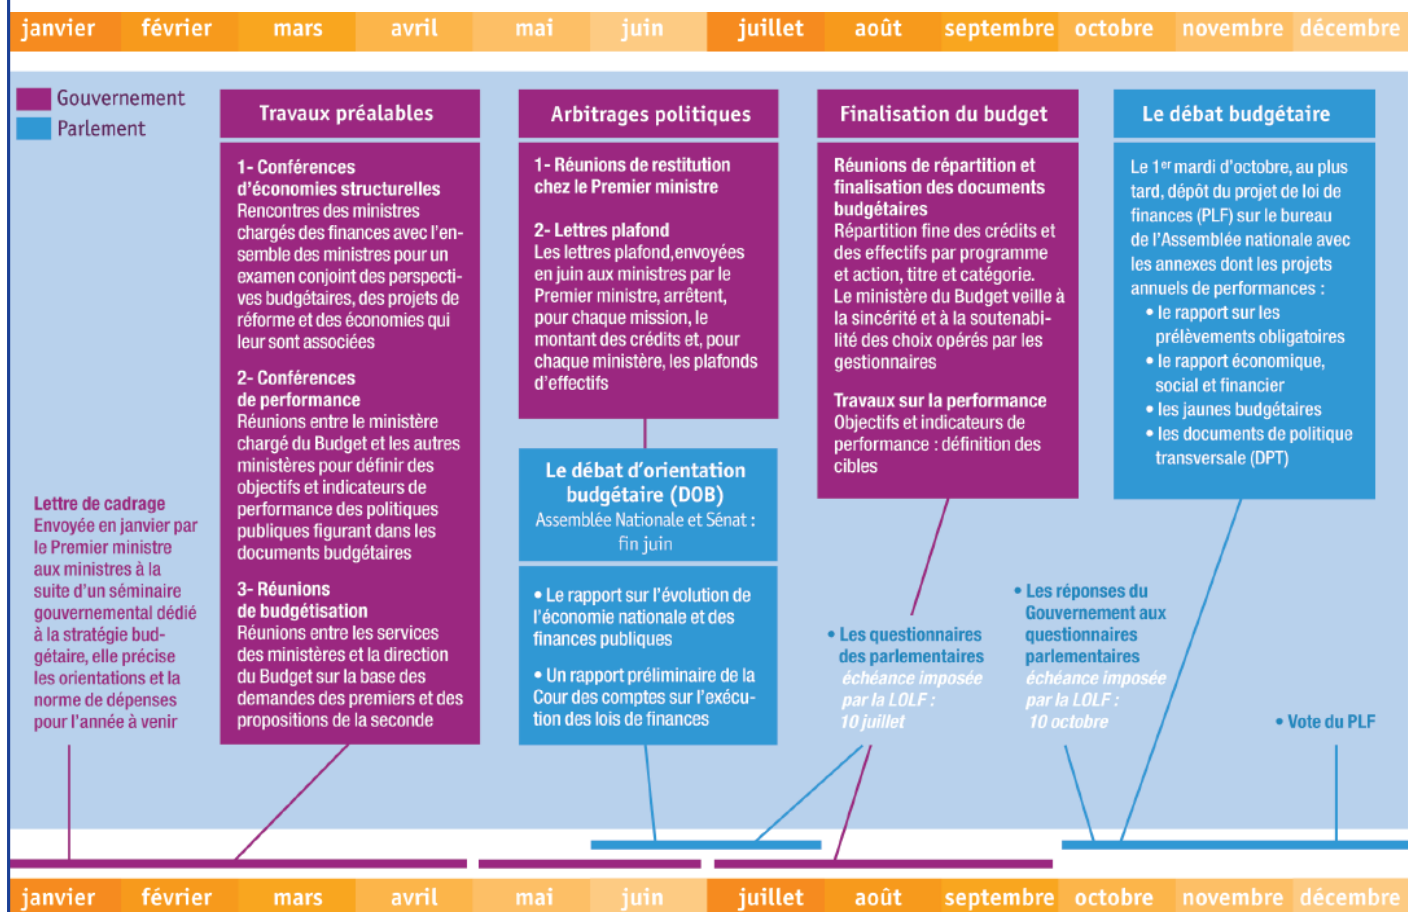 janvier février mars avril mai juin juillet août septembre octobre novembre décembre
Gouvernement
Parlement
Travaux préalables
1- Conférences
d'économies structurelles
Rencontres des ministres
chargés des finances avec l'en-
semble des ministres pour un
examen conjoint des perspecti-
ves budgétaires, des projets de
réforme et des économies qui
leur sont associées
2- Conférences
de performance
Réunions entre le ministère
chargé du Budget et les autres
ministères pour définir des
objectifs et indicateurs de
performance des politiques
publiques figurant dans les
documents budgétaires
3- Réunions
de budgétisation
Réunions entre les services
des ministères et la direction
du Budget sur la base des
demandes des premiers et des
propositions de la seconde
Lettre de cadrage
Envoyée en janvier par
le Premier ministre
aux ministres à la
suite d'un séminaire
gouvernemental dédié
à la stratégie bud-
gétaire, elle précise
les orientations et la
norme de dépenses
pour l'année à venir
Arbitrages politiques
1- Réunions de restitution
chez le Premier ministre
2- Lettres plafond
Les lettres plafond,envoyées
en juin aux ministres par le
Premier ministre, arrêtent,
pour chaque mission, le
montant des crédits et, pour
chaque ministère, les plafonds
d'effectifs
Le débat d'orientation
budgétaire (DOB)
Assemblée Nationale et Sénat :
fin juin
• Le rapport sur l'évolution de
l'économie nationale et des
finances publiques
• Un rapport préliminaire de la
Cour des comptes sur l'exécu-
tion des lois de finances
Finalisation du budget
Réunions de répartition et
finalisation des documents
budgétaires
Répartition fine des crédits et
des effectifs par programme
et action, titre et catégorie.
Le ministère du Budget veille à
la sincérité et à la soutenabi-
lité des choix opérés par les
gestionnaires
Travaux sur la performance
Objectifs et indicateurs de
performance : définition des
cibles
• Les questionnaires
des parlementaires
échéance imposée
par la LOLF :
10 juillet
Le débat budgétaire
Le 1er mardi d'octobre, au plus
tard, dépôt du projet de loi de
finances (PLF) sur le bureau
de l'Assemblée nationale avec
les annexes dont les projets
annuels de performances :
• le rapport sur les
prélèvements obligatoires
• le rapport économique,
social et financier
• les jaunes budgétaires
• les documents de politique
transversale (DPT)
• Les réponses du
Gouvernement aux
questionnaires
parlementaires
échéance imposée
par la LOLF :
10 octobre
• Vote du PLF
janvier février mars avril mai juin juillet août septembre octobre novembre décembre